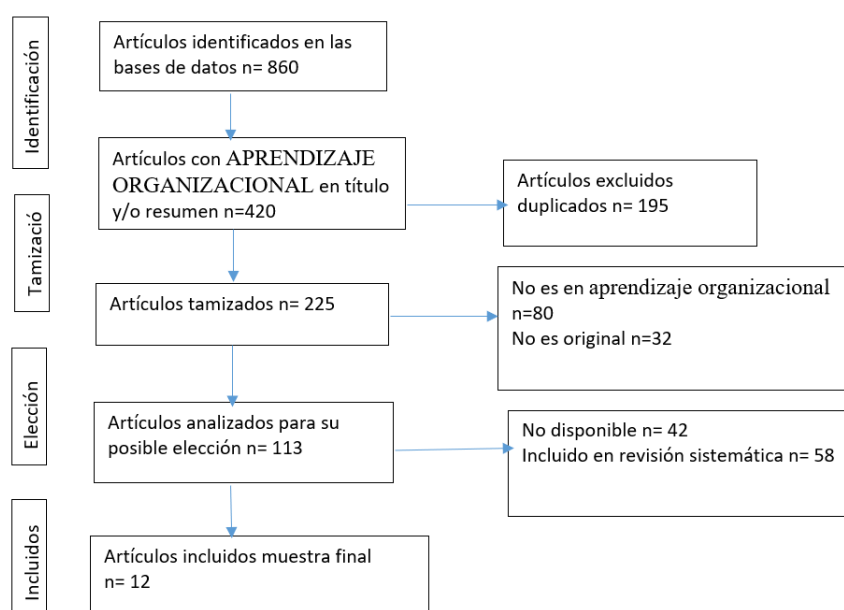 Identificación
Artículos identificados en las
bases de datos n= 860
Artículos con APRENDIZAJE
ORGANIZACIONAL en título
y/o resumen n=420
Artículos excluidos
duplicados n= 195
Tamizació
Artículos tamizados n= 225
No es en aprendizaje organizacional
n=80
No es original n=32
Elección
Artículos analizados para su
posible elección n= 113
No disponible n= 42
Incluido en revisión sistemática n= 58
Incluidos
Artículos incluidos muestra final
n= 12